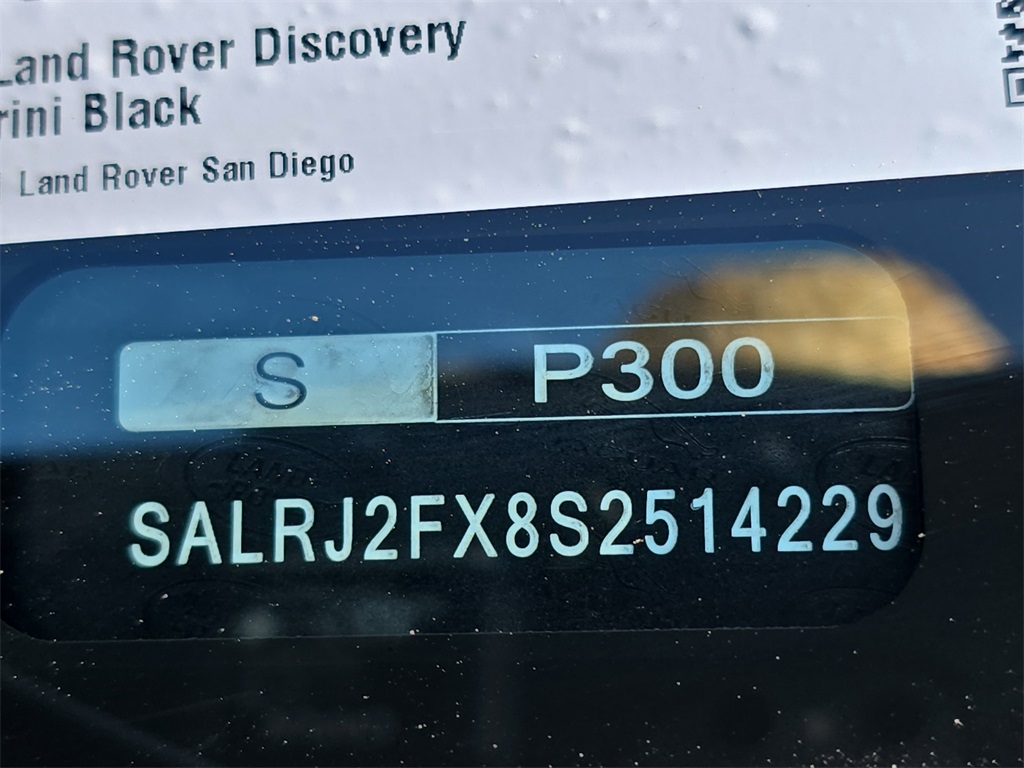 Land Rover Discovery
rini Black
Land Rover San Diego
S P300
SALRJ2FX8S2514229